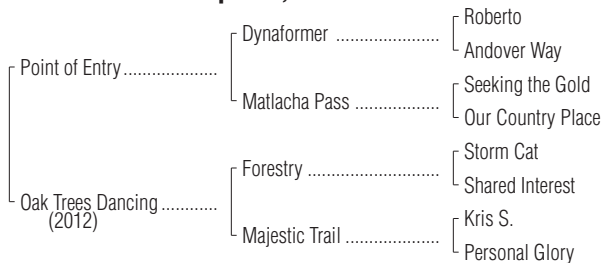 Roberto
Dynaformer ....................
Andover Way
Point of Entry..................
Seeking the Gold
Matlacha Pass ................
Our Country Place
Storm Cat
Forestry .........................
Shared Interest
Oak Trees Dancing ...........
(2012)
Kris S.
Majestic Trail ..................
Personal Glory